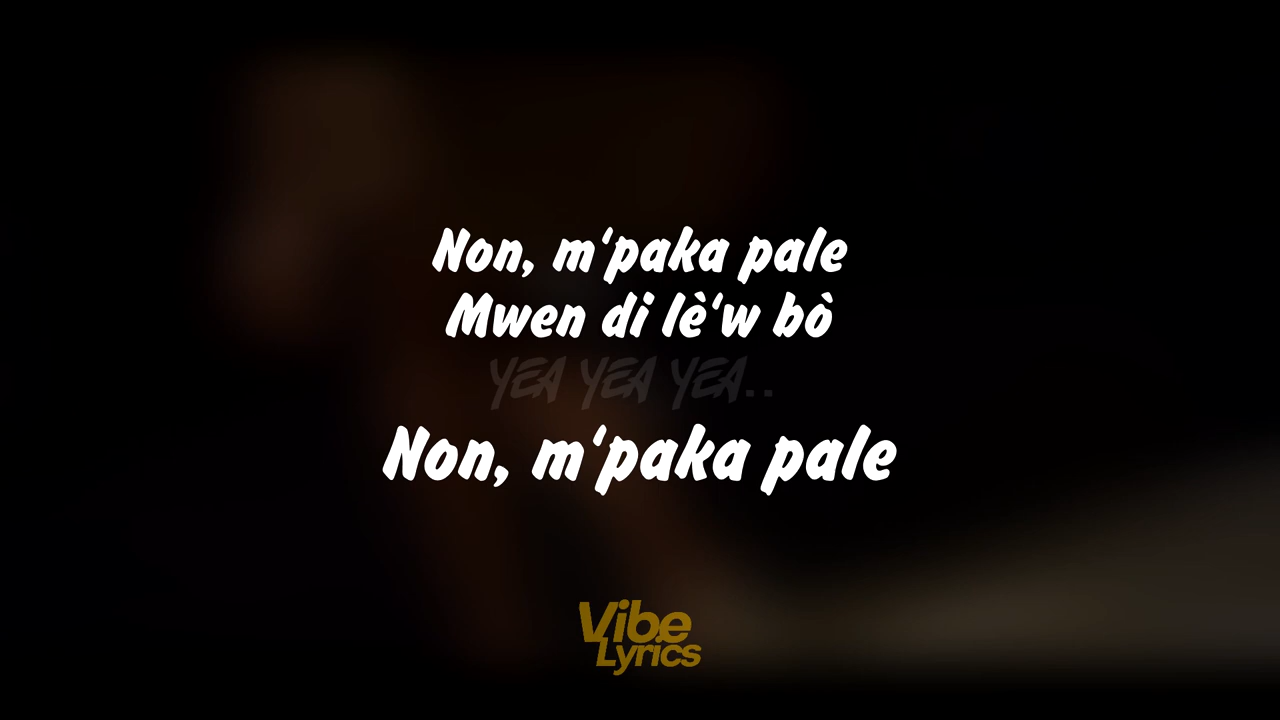 Non, m‘paka pale
Mwen di lè‘w bò
YEA YEA YEA..
Non, m‘paka pale
Vibe
Lyrics